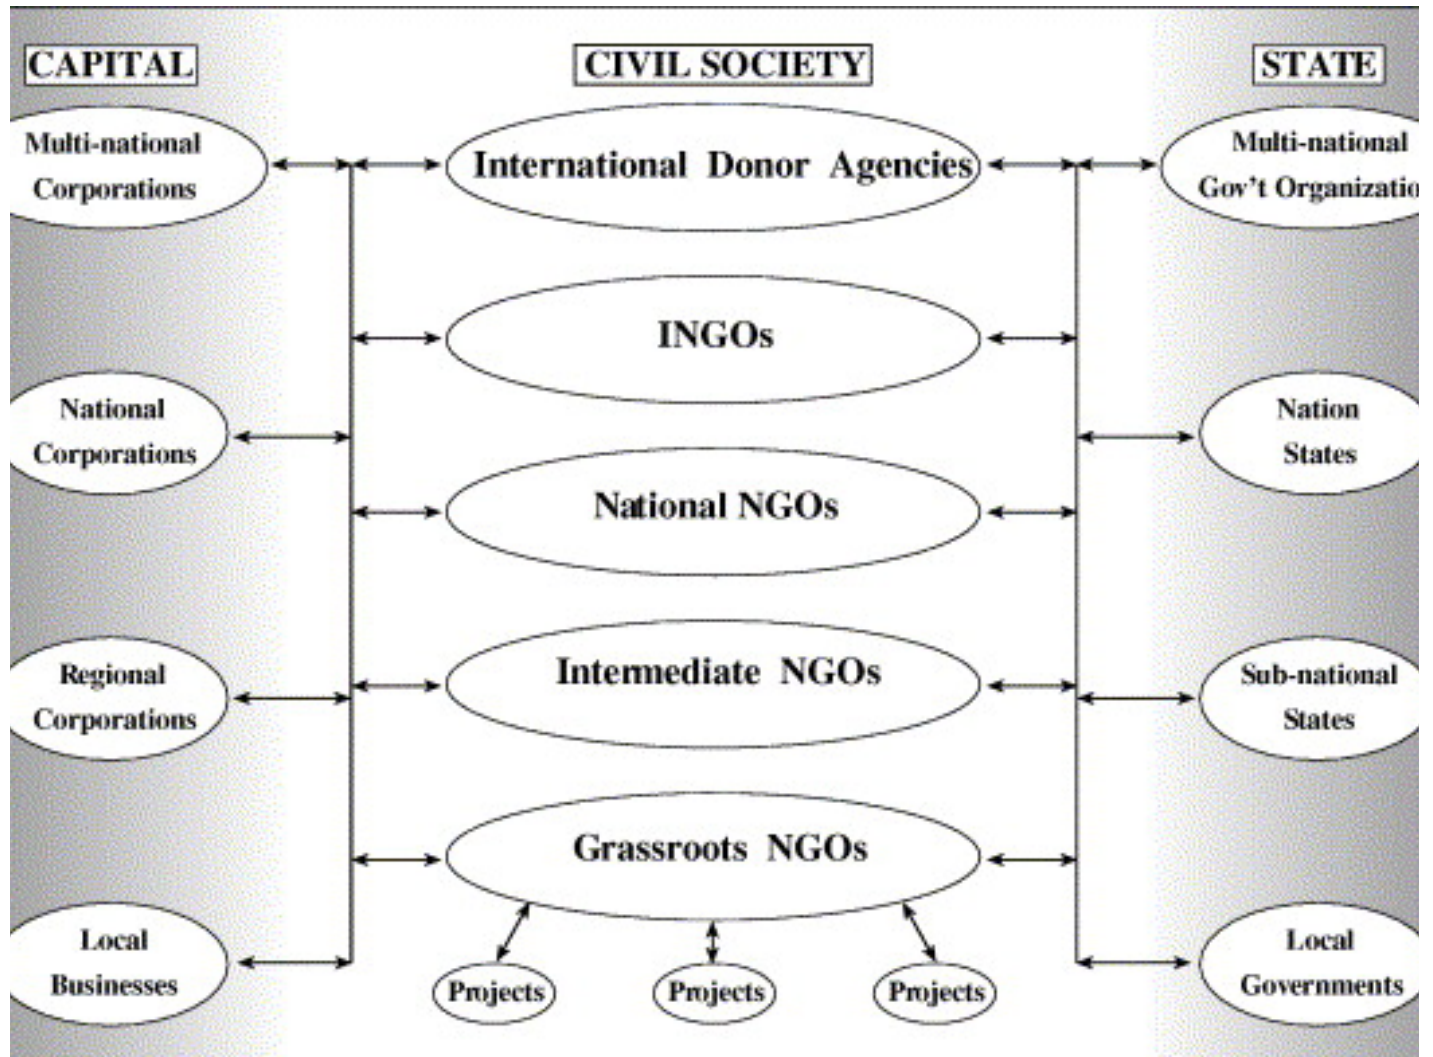 CAPITAL
CIVIL SOCIETY
STATE
Multi-national
Corporations
International Donor Agencies
Multi-national
Gov't Organizatio
INGOs
National
Corporations
Nation
States
National NGOs
Regional
Corporations
Intermediate NGOs
Sub-national
States
Grassroots NGOs
Local
Businesses
Projects
Projects
Projects
Local
Governments